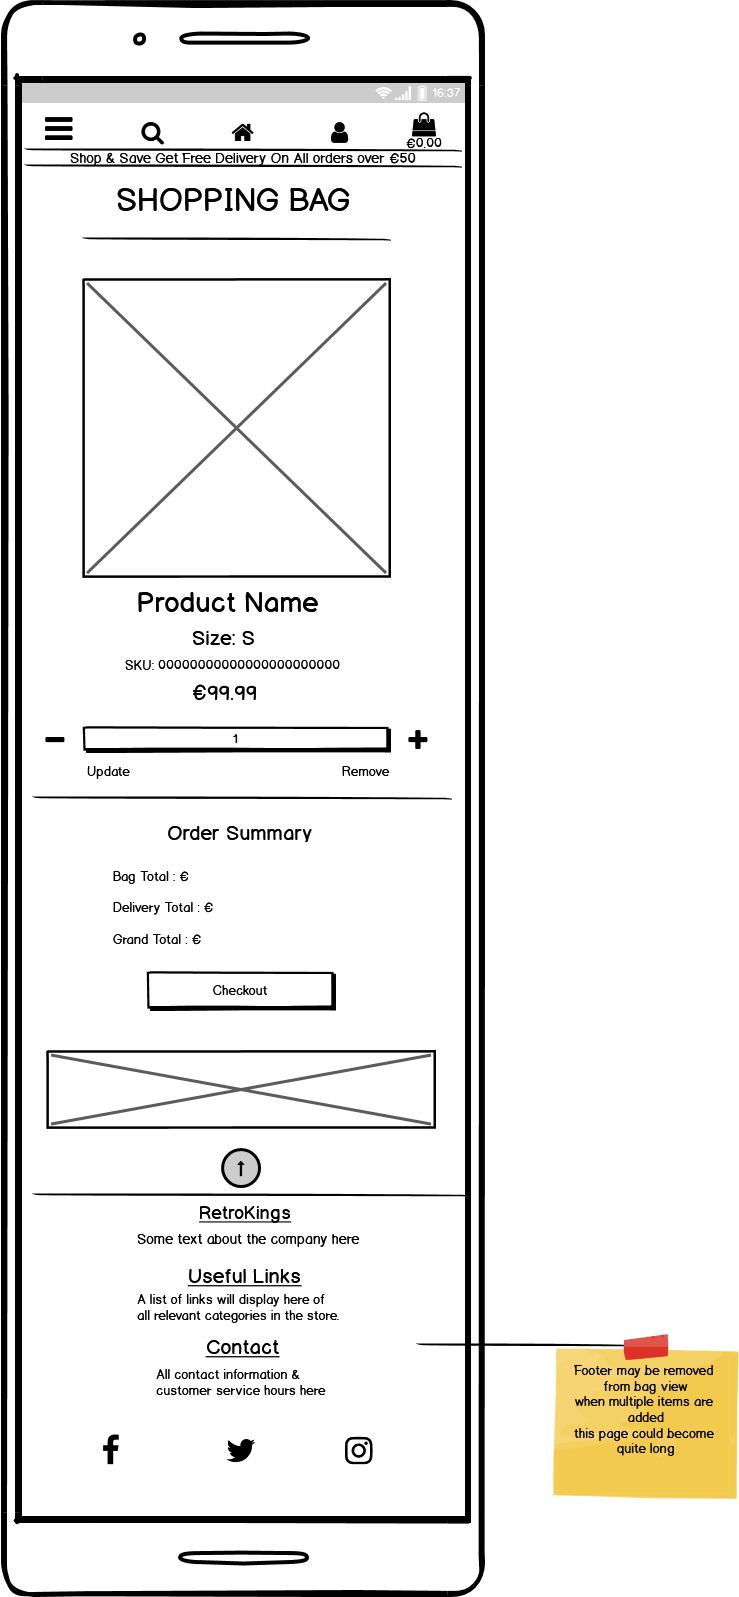 16:37
€0.00
Shop & Save Get Free Delivery On All orders over €50
SHOPPING BAG
Product Name
Size: S
SKU: 00000000000000000000000
€99.99
1
Update Remove
Order Summary
Bag Total : €
Delivery Total : €
Grand Total : €
Checkout
RetroKings
Some text about the company here
Useful Links
A list of links will display here of
all relevant categories in the store.
Contact
All contact information &
customer service hours here
Footer may be removed
from bag view
when multiple items are
added
this page could become
quite long